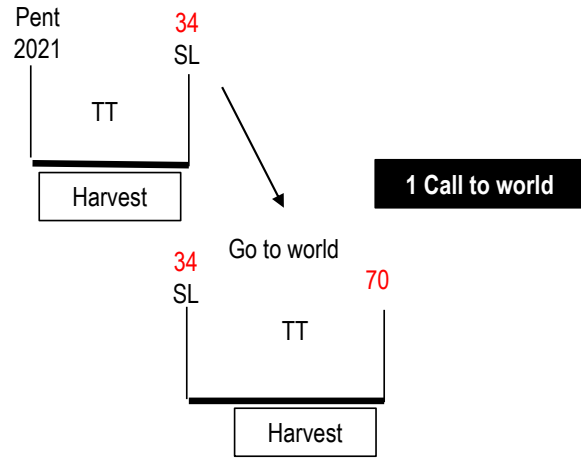 Pent
2021
34
SL
TT
Harvest
1 Call to world
Go to world
34
SL
70
TT
Harvest